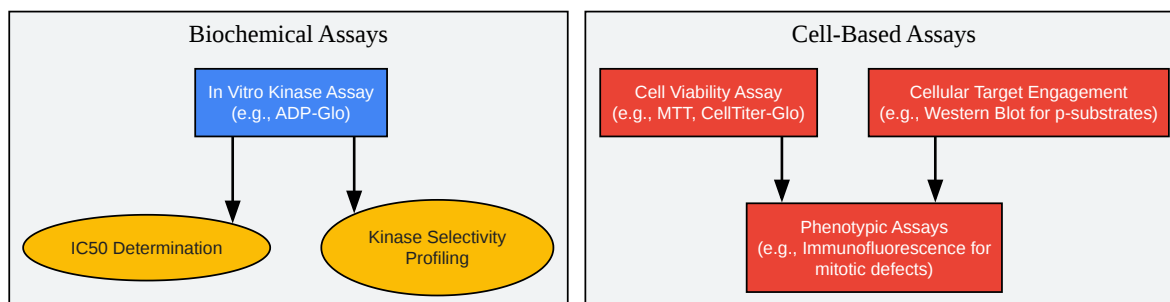 Biochemical Assays
In Vitro Kinase Assay
(e.g., ADP-Glo)
IC50 Determination
Kinase Selectivity
Profiling
Cell-Based Assays
Cell Viability Assay
(e.g., MTT, CellTiter-Glo)
Cellular Target Engagement
(e.g., Western Blot for p-substrates)
Phenotypic Assays
(e.g., Immunofluorescence for
mitotic defects)